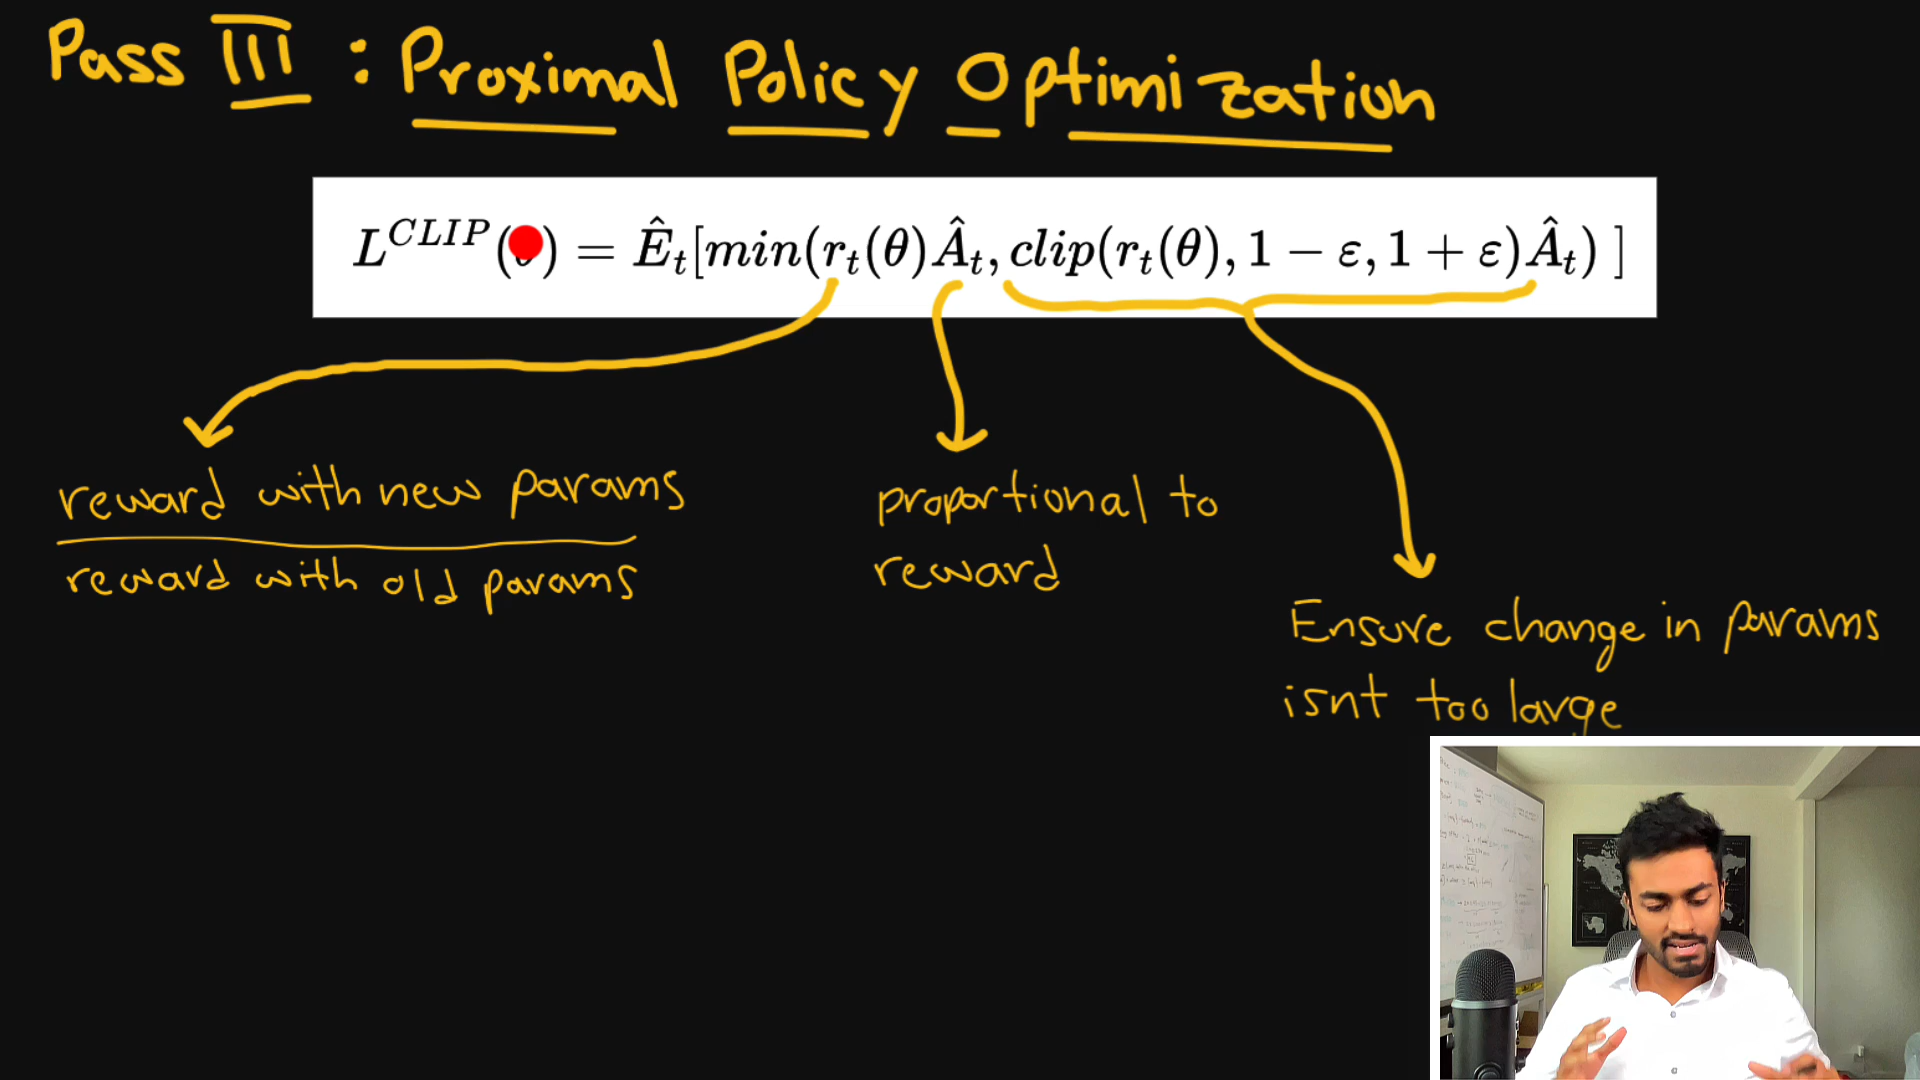 Pass III : Proximal Policy Optimization
L^{CLIP}(θ) = Ê_t[min(r_t(θ)Â_t, clip(r_t(θ), 1 − ε, 1 + ε)Â_t) ]
reward with new params
reward with old params
proportional to
reward
Ensure change in params
isnt too large